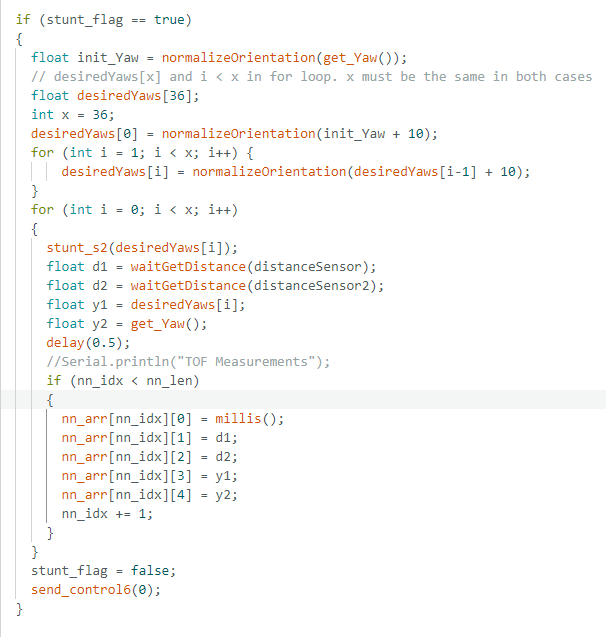 if (stunt_flag == true)
{
float init_Yaw = normalizeOrientation(get_Yaw());
// desiredYaws[x] and i < x in for loop. x must be the same in both cases
float desiredYaws[36];
int x = 36;
desiredYaws[0] = normalizeOrientation(init_Yaw + 10);
for (int i = 1; i < x; i++) {
desiredYaws[i] = normalizeOrientation(desiredYaws[i-1] + 10);
}
for (int i = 0; i < x; i++)
{
stunt_s2(desiredYaws[i]);
float d1 = waitGetDistance(distanceSensor);
float d2 = waitGetDistance(distanceSensor2);
float y1 = desiredYaws[i];
float y2 = get_Yaw();
delay(0.5);
//Serial.println("TOF Measurements");
if (nn_idx < nn_len)
{
nn_arr[nn_idx][0] = millis();
nn_arr[nn_idx][1] = d1;
nn_arr[nn_idx][2] = d2;
nn_arr[nn_idx][3] = y1;
nn_arr[nn_idx][4] = y2;
nn_idx += 1;
}
}
stunt_flag = false;
send_control6(0);
}